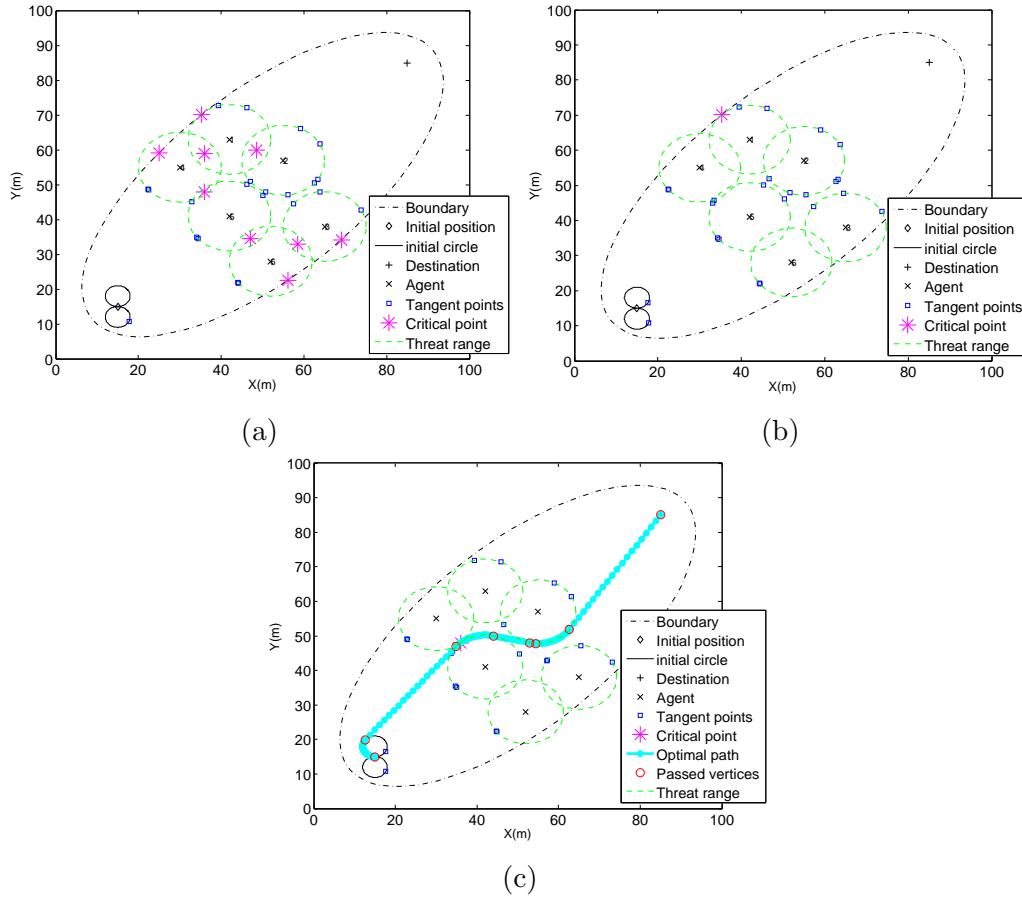 100
90
80
70
60
50
40
30
20
10
0
Y(m)
0 20 40 60 80 100
X(m)
Boundary
Initial position
initial circle
Destination
Agent
Tangent points
Critical point
Threat range
(a)
100
90
80
70
60
50
40
30
20
10
0
Y(m)
0 20 40 60 80 100
X(m)
Boundary
Initial position
initial circle
Destination
Agent
Tangent points
Critical point
Threat range
(b)
100
90
80
70
60
50
40
30
20
10
0
Y(m)
0 20 40 60 80 100
X(m)
Boundary
Initial position
initial circle
Destination
Agent
Tangent points
Critical point
Optimal path
Passed vertices
Threat range
(c)